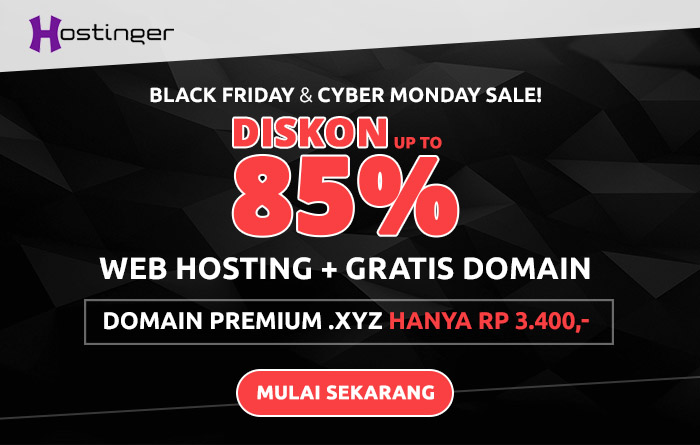 Hostinger
BLACK FRIDAY & CYBER MONDAY SALE!
DISKON UP TO
85%
WEB HOSTING + GRATIS DOMAIN
DOMAIN PREMIUM .XYZ HANYA RP 3.400,-
MULAI SEKARANG